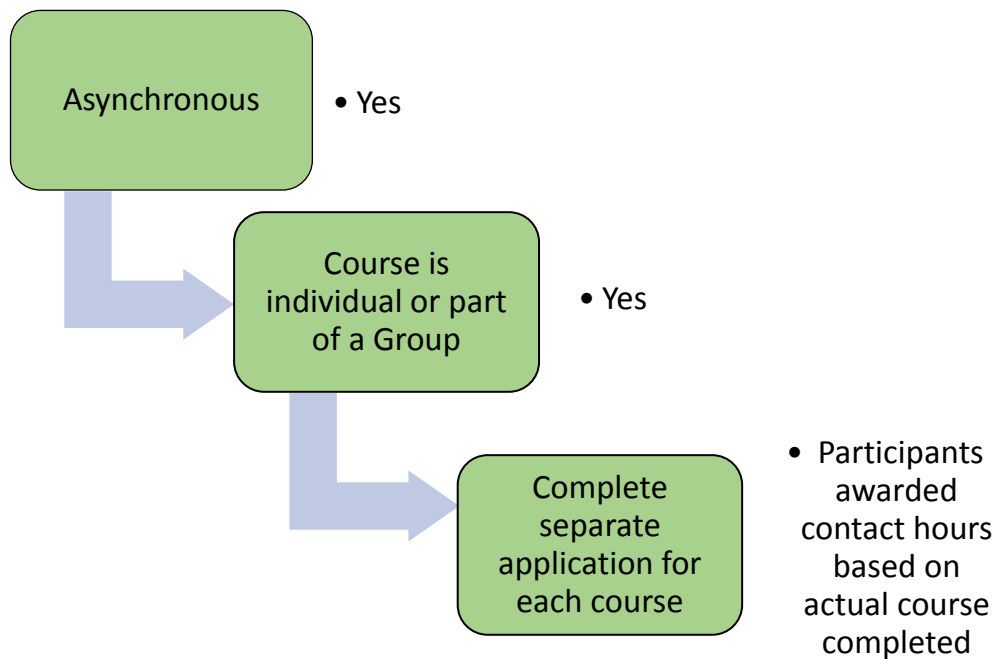 Asynchronous
• Yes
Course is
individual or part
of a Group
• Yes
Complete
separate
application for
each course
• Participants
awarded
contact hours
based on
actual course
completed